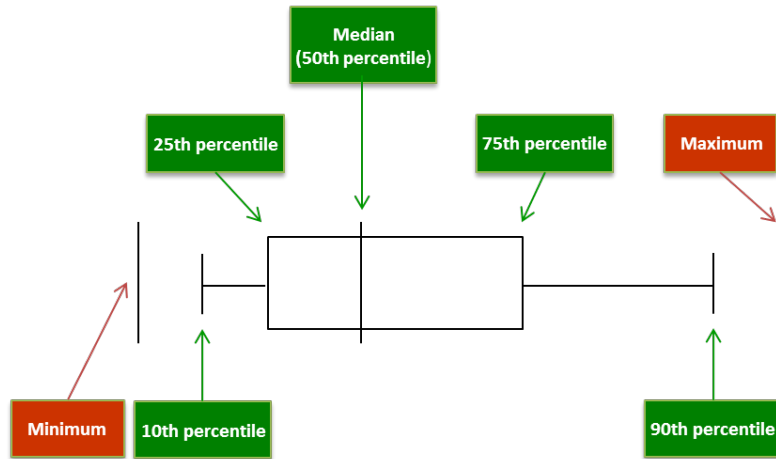 Median
(50th percentile)
25th percentile
75th percentile
Maximum
Minimum
10th percentile
90th percentile